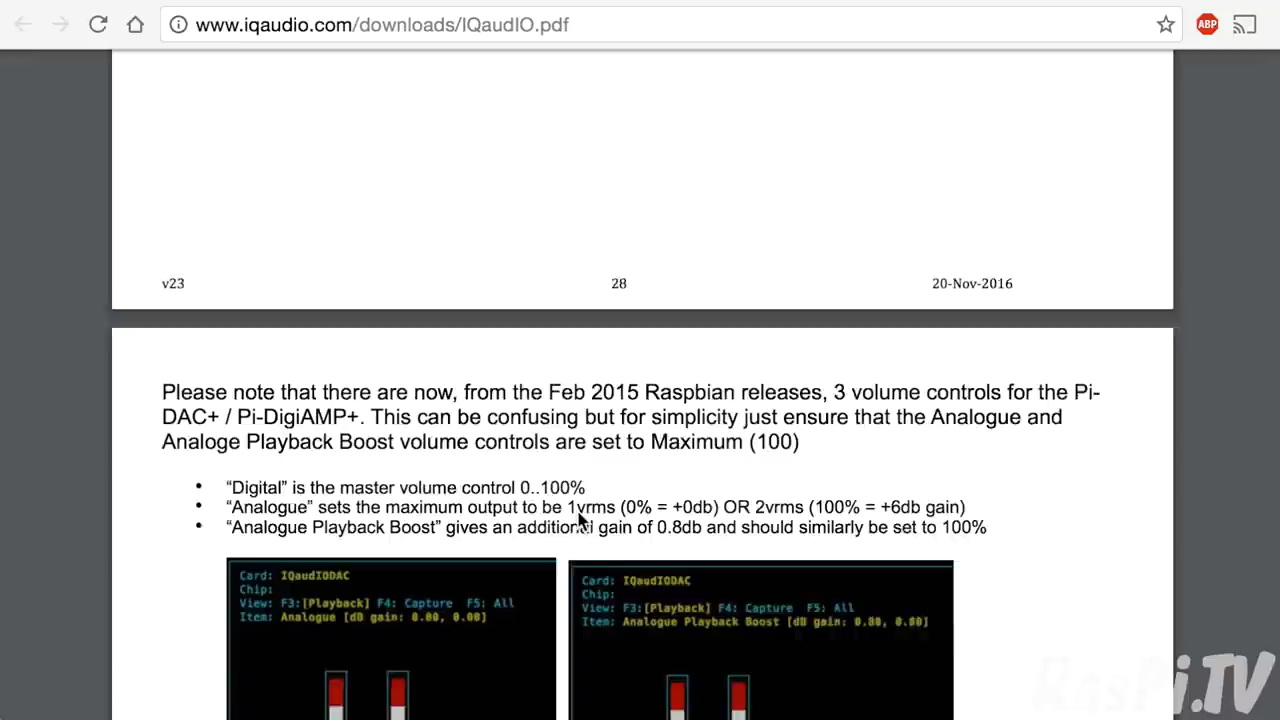 www.iqaudio.com/downloads/IQaudIO.pdf
ABP
v23 28 20-Nov-2016
Please note that there are now, from the Feb 2015 Raspbian releases, 3 volume controls for the Pi-
DAC+ / Pi-DigiAMP+. This can be confusing but for simplicity just ensure that the Analogue and
Analoge Playback Boost volume controls are set to Maximum (100)
• “Digital” is the master volume control 0..100%
• “Analogue” sets the maximum output to be 1vrms (0% = +0db) OR 2vrms (100% = +6db gain)
• “Analogue Playback Boost” gives an additional gain of 0.8db and should similarly be set to 100%
Card: IQaudIODAC
Chip:
View: F3:[Playback] F4: Capture F5: All
Item: Analogue [dB gain: 0.00, 0.00]
Card: IQaudIODAC
Chip:
View: F3:[Playback] F4: Capture F5: All
Item: Analogue Playback Boost [dB gain: 0.80, 0.80]
RasPi.TV